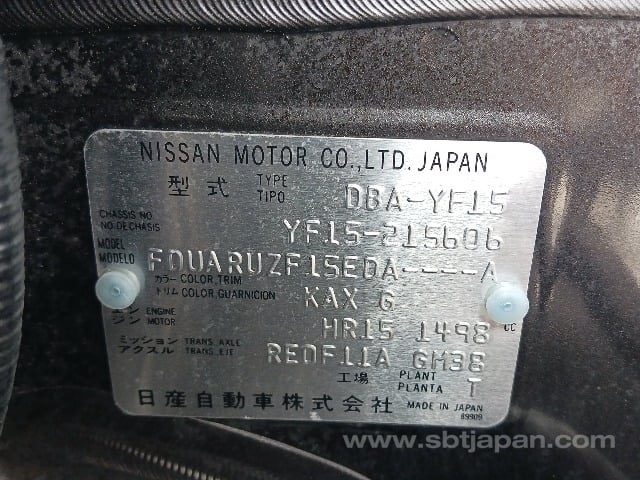 NISSAN MOTOR CO., LTD. JAPAN
型式 TYPE TIPO DBA-YF15
CHASSIS NO NO DE CHASIS YF15-215606
MODEL MODELO FDUARUZF15EDA----A
カラー COLOR, TRIM
トリム COLOR, GUARNICION KAX G
エンジン ENGINE MOTOR HR15 1498 CC
ミッション TRANS. AXLE
アクスル TRANS. EJE RE0F11A GM38
工場 PLANT PLANTA T
日産自動車株式会社 MADE IN JAPAN
89909
www.sbtjapan.com